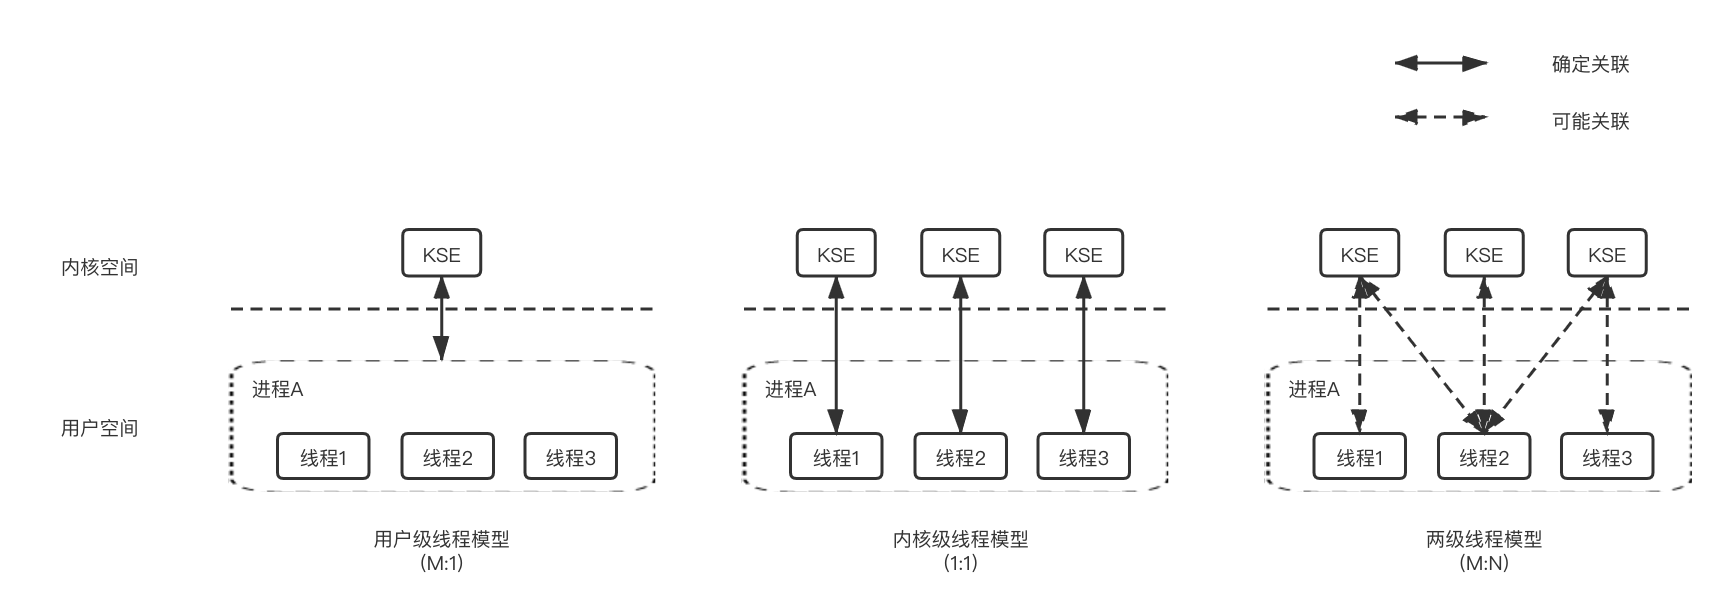 确定关联
可能关联
内核空间
KSE
KSE
KSE
KSE
KSE
KSE
KSE
用户空间
进程A
线程1
线程2
线程3
进程A
线程1
线程2
线程3
进程A
线程1
线程2
线程3
用户级线程模型
(M:1)
内核级线程模型
(1:1)
两级线程模型
(M:N)